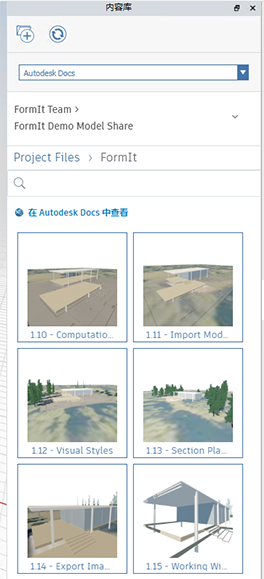 内容库
Autodesk Docs
FormIt Team >
FormIt Demo Model Share
Project Files > FormIt
在 Autodesk Docs 中查看
1.10 - Computatio...
1.11 - Import Mod...
1.12 - Visual Styles
1.13 - Section Pla...
1.14 - Export Ima...
1.15 - Working Wi...